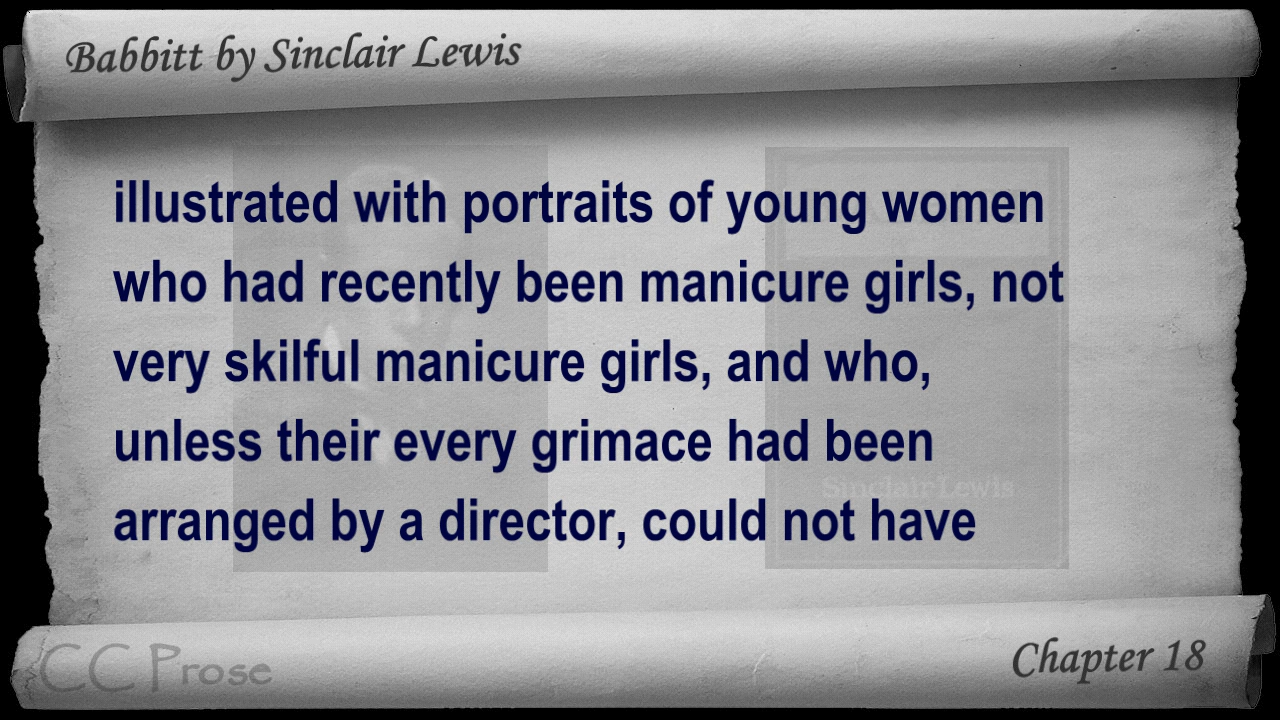 Babbitt by Sinclair Lewis
illustrated with portraits of young women
who had recently been manicure girls, not
very skilful manicure girls, and who,
unless their every grimace had been
arranged by a director, could not have
Sinclair Lewis
CC Prose
Chapter 18